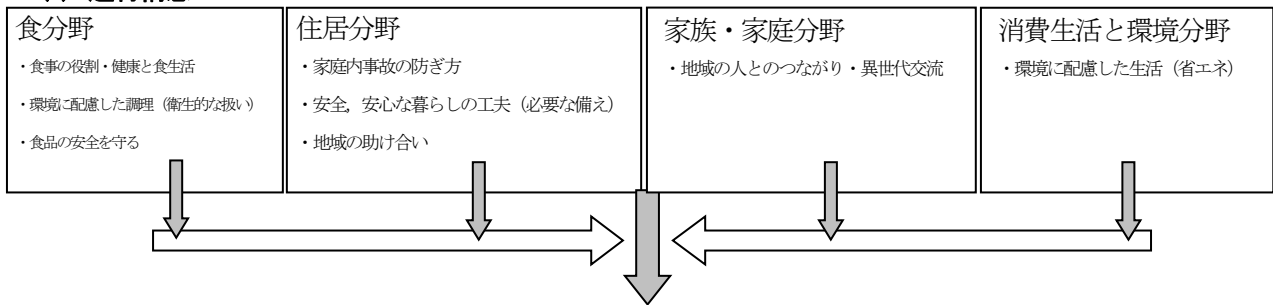 食分野
・食事の役割・健康と食生活
・環境に配慮した調理（衛生的な扱い）
・食品の安全を守る
住居分野
・家庭内事故の防ぎ方
・安全，安心な暮らしの工夫（必要な備え）
・地域の助け合い
家族・家庭分野
・地域の人とのつながり・異世代交流
消費生活と環境分野
・環境に配慮した生活（省エネ）